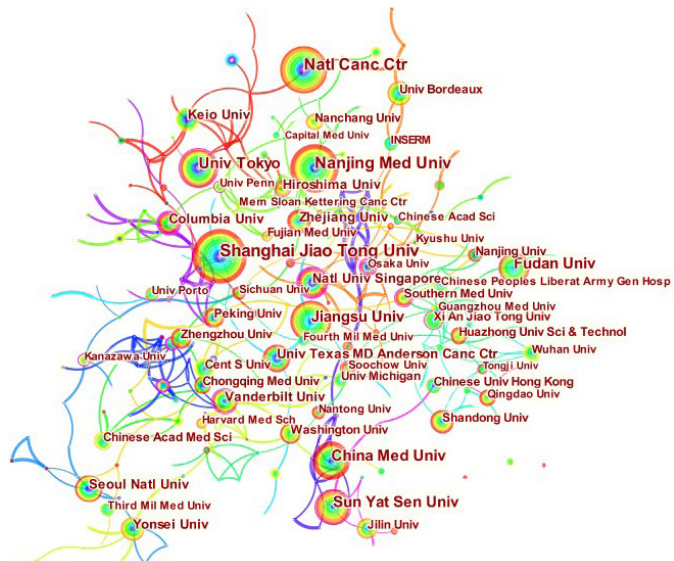 Natl Canc Ctr
Univ Bordeaux
Keio Univ
Nanchang Univ
Capital Med Univ
INSERM
Univ Tokyo
Nanjing Med Univ
Univ Penn
Hiroshima Univ
Mem Sloan Kettering Canc Ctr
Columbia Univ
Zhejiang Univ
Chinese Acad Sci
Fujian Med Univ
Kyushu Univ
Shanghai Jiao Tong Univ
Nanjing Univ
Osaka Univ
Fudan Univ
Natl Univ Singapore
Chinese Peoples Liberat Army Gen Hosp
Univ Porto
Sichuan Univ
Southern Med Univ
Guangzhou Med Univ
Peking Univ
Jiangsu Univ
Xi An Jiao Tong Univ
Zhengzhou Univ
Fourth Mil Med Univ
Huazhong Univ Sci & Technol
Kanazawa Univ
Univ Texas MD Anderson Canc Ctr
Wuhan Univ
Cent S Univ
Soochow Univ
Tongji Univ
Univ Michigan
Chongqing Med Univ
Chinese Univ Hong Kong
Vanderbilt Univ
Qingdao Univ
Nantong Univ
Harvard Med Sch
Shandong Univ
Washington Univ
Chinese Acad Med Sci
China Med Univ
Seoul Natl Univ
Third Mil Med Univ
Sun Yat Sen Univ
Yonsei Univ
Jilin Univ